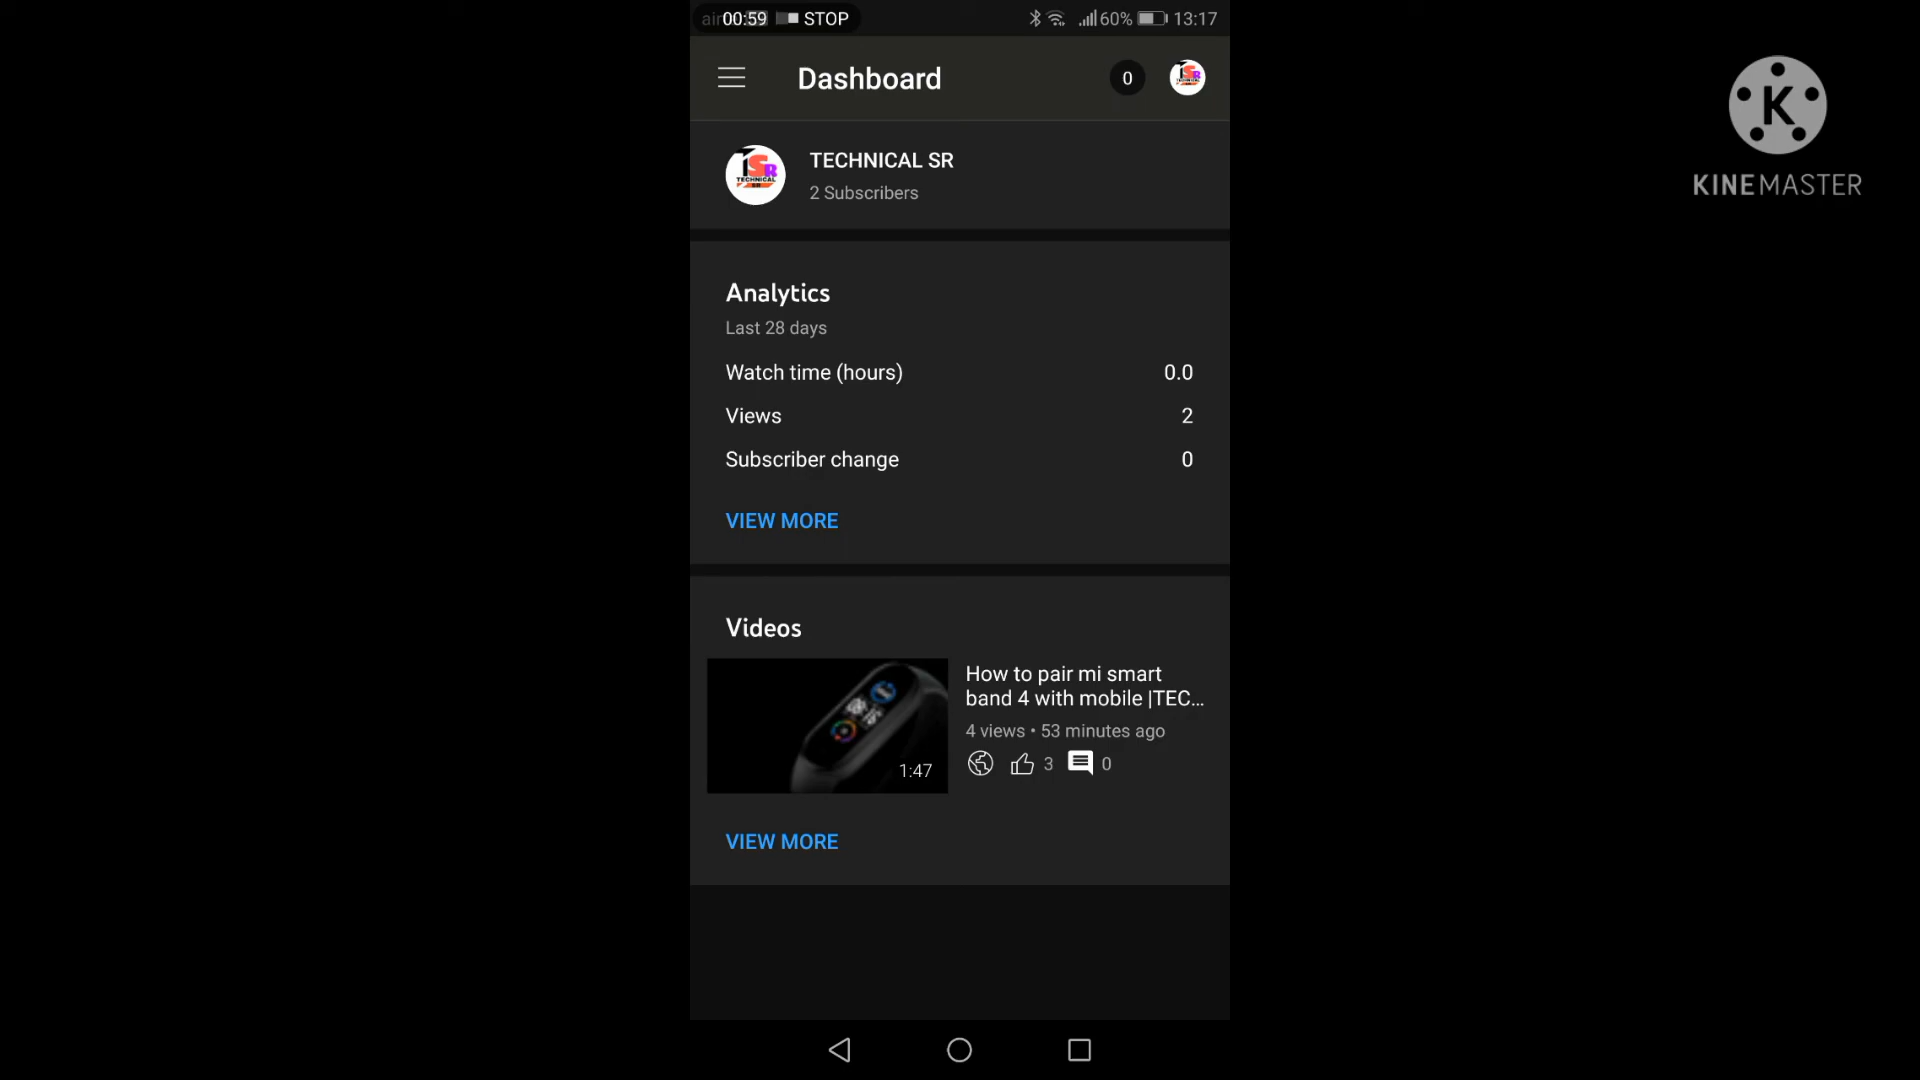 00:59 STOP 60% 13:17
Dashboard 0
TECHNICAL SR
2 Subscribers
Analytics
Last 28 days
Watch time (hours) 0.0
Views 2
Subscriber change 0
VIEW MORE
Videos
How to pair mi smart
band 4 with mobile |TEC...
4 views • 53 minutes ago
1:47
3 0
VIEW MORE
K
KINEMASTER